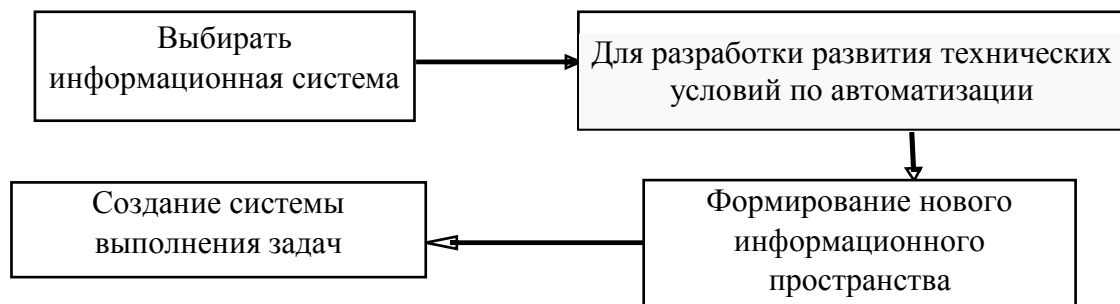 Выбирать
информационная система
Для разработки развития технических
условий по автоматизации
Формирование нового
информационного
пространства
Создание системы
выполнения задач